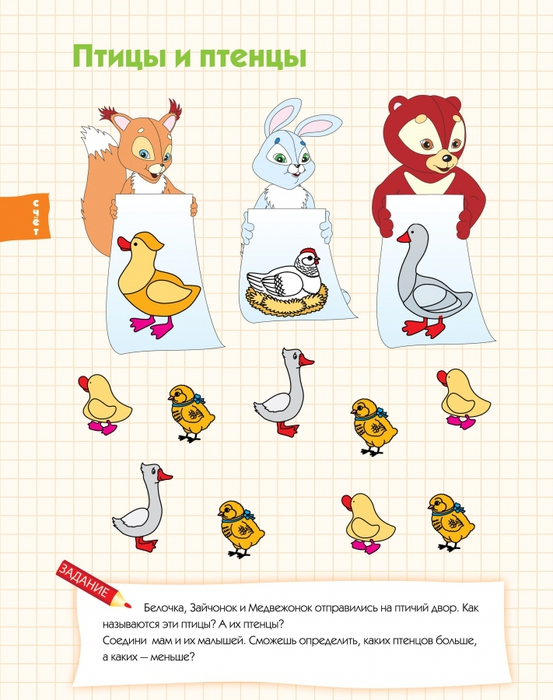 Птицы и птенцы
счёт
ЗАДАНИЕ
Белочка, Зайчонок и Медвежонок отправились на птичий двор. Как
называются эти птицы? А их птенцы?
Соедини мам и их малышей. Сможешь определить, каких птенцов больше,
а каких – меньше?